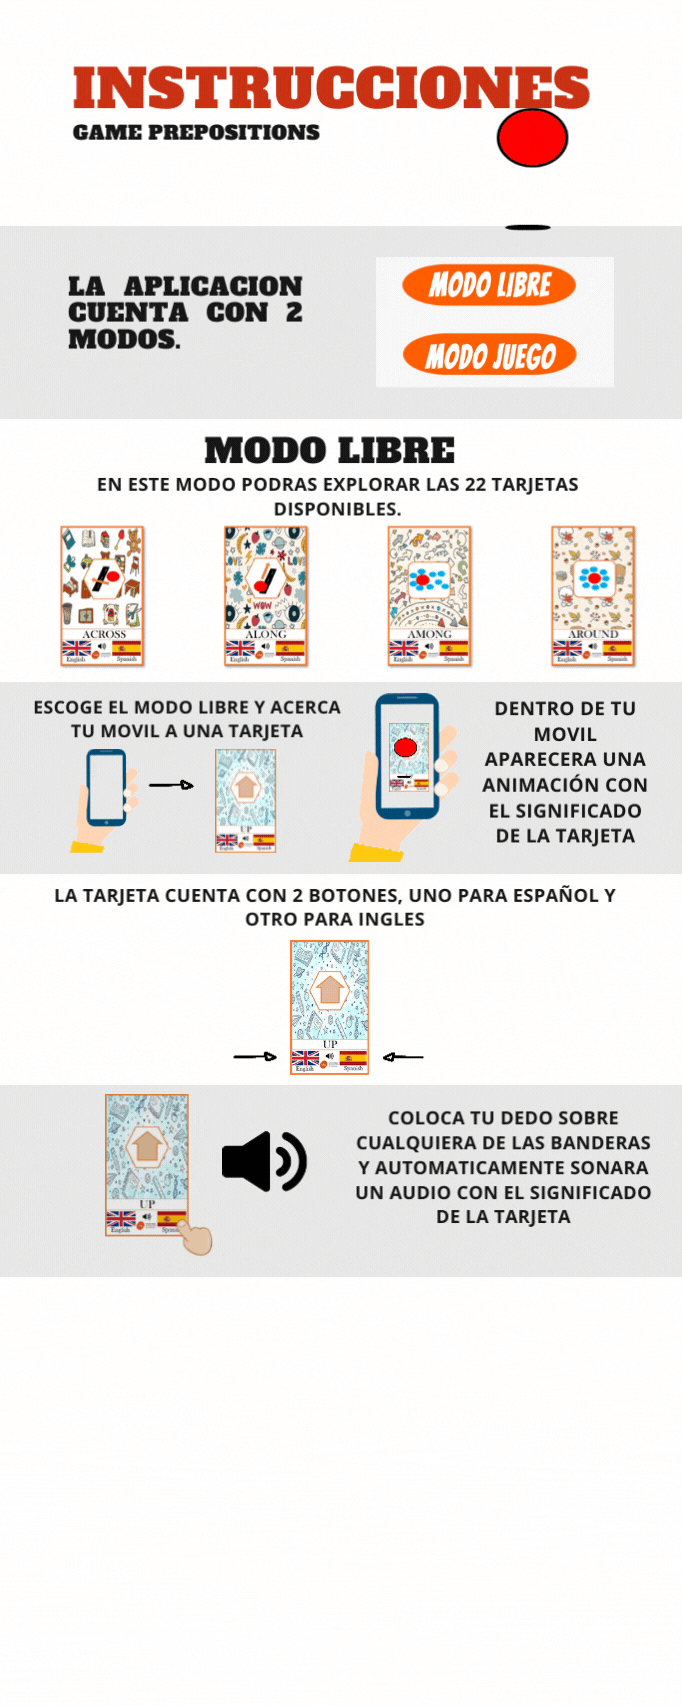 INSTRUCCIONES
GAME PREPOSITIONS
LA APLICACION
CUENTA CON 2
MODOS.
MODO LIBRE
MODO JUEGO
MODO LIBRE
EN ESTE MODO PODRAS EXPLORAR LAS 22 TARJETAS
DISPONIBLES.
LOVE
LOVE
WOW
ACROSS
English
Spanish
ALONG
English
Spanish
AMONG
English
Spanish
AROUND
English
Spanish
ESCOGE EL MODO LIBRE Y ACERCA
TU MOVIL A UNA TARJETA
UP
English
Spanish
DENTRO DE TU
MOVIL
APARECERA UNA
ANIMACIÓN CON
EL SIGNIFICADO
DE LA TARJETA
LA TARJETA CUENTA CON 2 BOTONES, UNO PARA ESPAÑOL Y
OTRO PARA INGLES
UP
English
Spanish
UP
English
COLOCA TU DEDO SOBRE
CUALQUIERA DE LAS BANDERAS
Y AUTOMATICAMENTE SONARA
UN AUDIO CON EL SIGNIFICADO
DE LA TARJETA